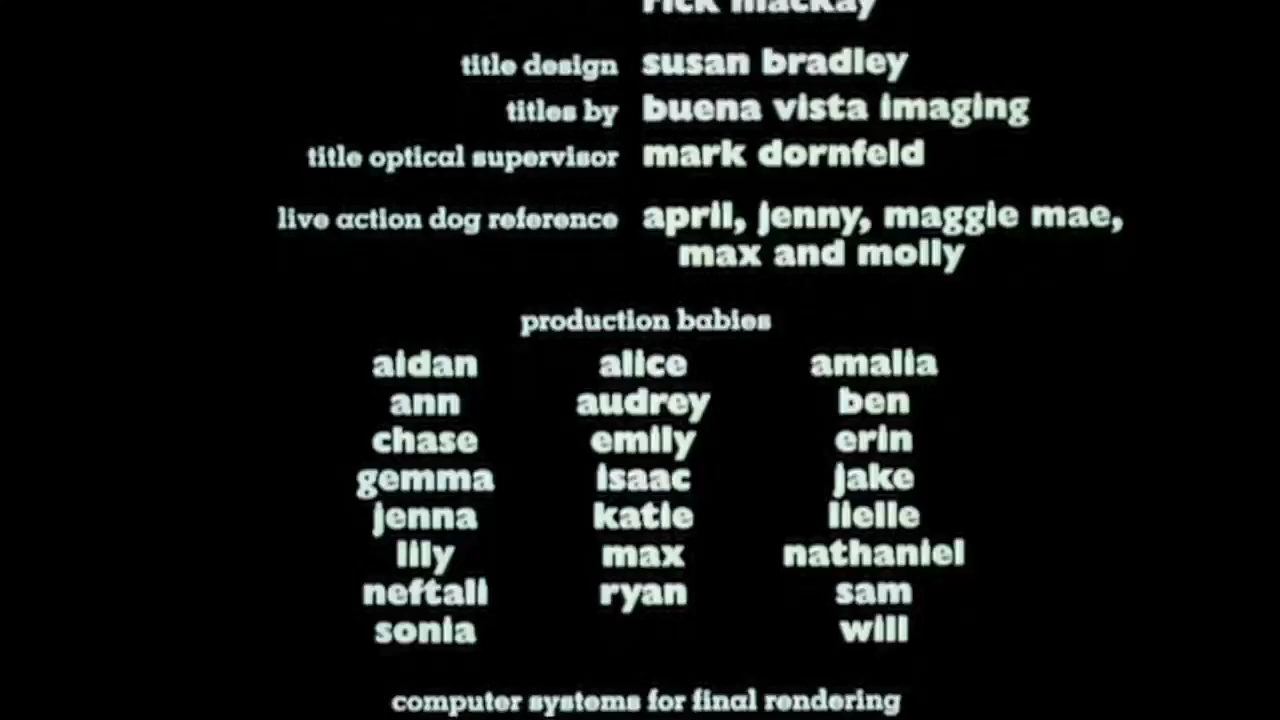 rick mackay
title design susan bradley
titles by buena vista imaging
title optical supervisor mark dornfeld
live action dog reference april, jenny, maggie mae,
max and molly
production babies
aidan alice amalia
ann audrey ben
chase emily erin
gemma isaac jake
jenna katie lielle
lily max nathaniel
neftali ryan sam
sonia will
computer systems for final rendering